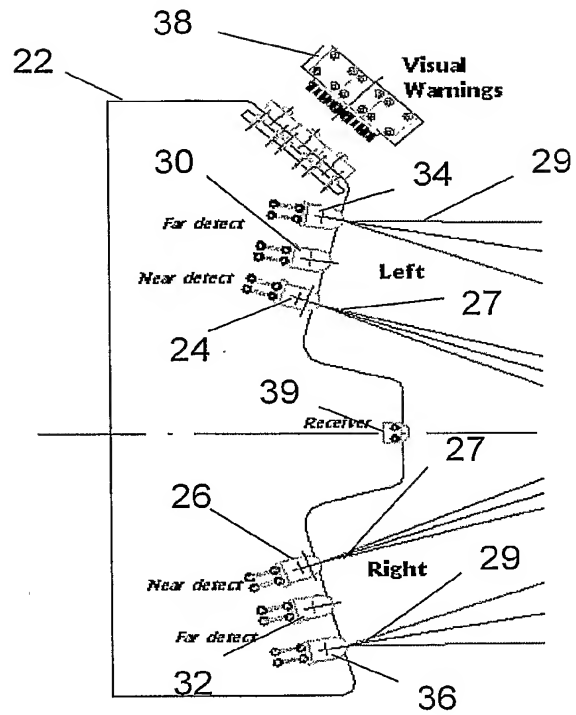 38
22
Visual
Warnings
30
34
29
Far detect
Left
Near detect
27
24
39
Receiver
27
26
Right
29
Near detect
Far detect
32
36